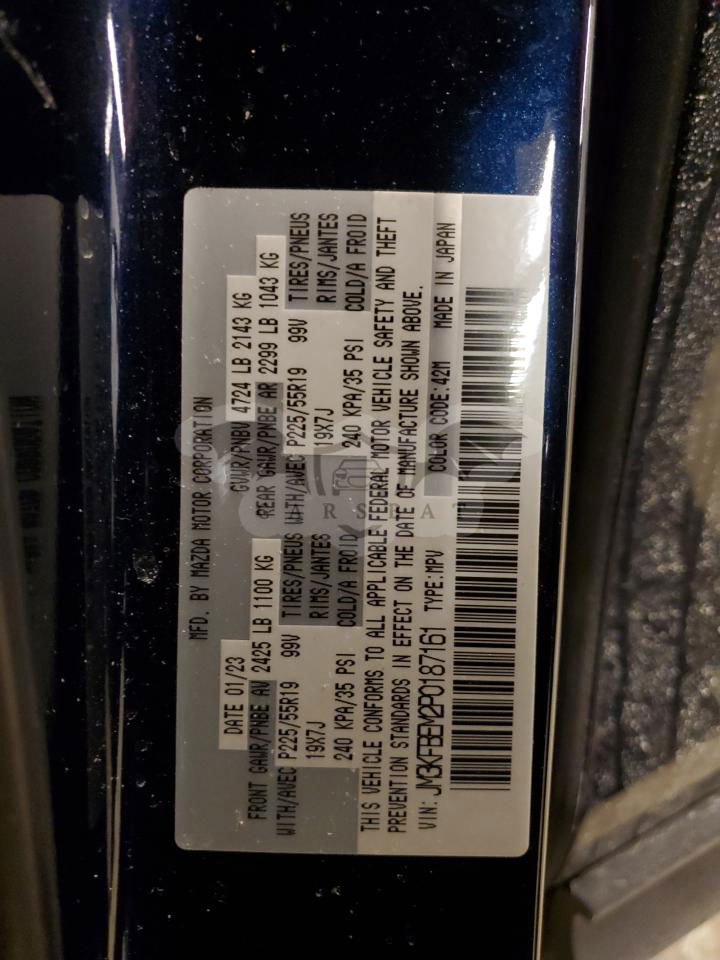 MFD. BY MAZDA MOTOR CORPORATION
DATE 01/23 GVWR/PNBV 4724 LB 2143 KG
FRONT GAWR/PNBE AV 2425 LB 1100 KG REAR GAWR/PNBE AR 2299 LB 1043 KG
WITH/AVEC P225/55R19 99V TIRES/PNEUS WITH/AVEC P225/55R19 99V TIRES/PNEUS
19X7J RIMS/JANTES 19X7J RIMS/JANTES
240 KPA/35 PSI COLD/A FROID 240 KPA/35 PSI COLD/A FROID
THIS VEHICLE CONFORMS TO ALL APPLICABLE FEDERAL MOTOR VEHICLE SAFETY AND THEFT
PREVENTION STANDARDS IN EFFECT ON THE DATE OF MANUFACTURE SHOWN ABOVE.
VIN: JM3KFBEM2P0187161 TYPE:MPV COLOR CODE:42M MADE IN JAPAN